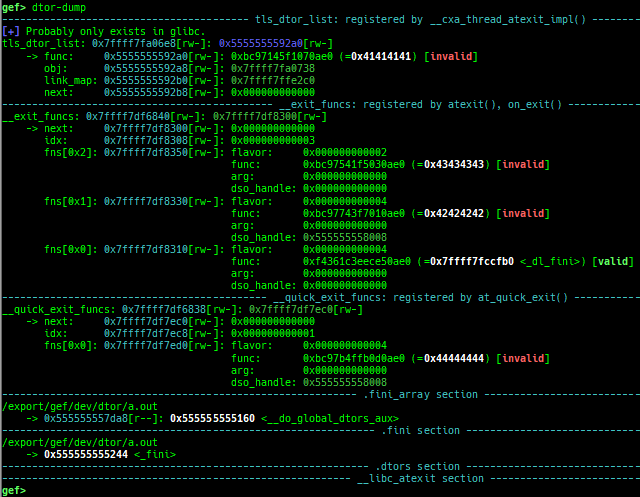 gef> dtor-dump
---------------------------------------- tls_dtor_list: registered by __cxa_thread_atexit_impl() ----
[+] Probably only exists in glibc.
tls_dtor_list: 0x7ffff7fa06e8[rw-]: 0x5555555592a0[rw-]
-> func: 0x5555555592a0[rw-]: 0xbc97145f1070ae0 (=0x41414141) [invalid]
obj: 0x5555555592a8[rw-]: 0x7ffff7fa0738
link_map: 0x5555555592b0[rw-]: 0x7ffff7ffe2c0
next: 0x5555555592b8[rw-]: 0x000000000000
-------------------------------------------- __exit_funcs: registered by atexit(), on_exit() ------------
__exit_funcs: 0x7ffff7df6840[rw-]: 0x7ffff7df8300[rw-]
-> next: 0x7ffff7df8300[rw-]: 0x000000000000
idx: 0x7ffff7df8308[rw-]: 0x000000000003
fns[0x2]: 0x7ffff7df8350[rw-]: flavor: 0x000000000002
func: 0xbc97541f5030ae0 (=0x43434343) [invalid]
arg: 0x000000000000
dso_handle: 0x000000000000
fns[0x1]: 0x7ffff7df8330[rw-]: flavor: 0x000000000004
func: 0xbc97743f7010ae0 (=0x42424242) [invalid]
arg: 0x000000000000
dso_handle: 0x555555558008
fns[0x0]: 0x7ffff7df8310[rw-]: flavor: 0x000000000004
func: 0xf4361c3eece50ae0 (=0x7ffff7fccfb0 <_dl_fini>) [valid]
arg: 0x000000000000
dso_handle: 0x000000000000
------------------------------------------- __quick_exit_funcs: registered by at_quick_exit() -----------
__quick_exit_funcs: 0x7ffff7df6838[rw-]: 0x7ffff7df7ec0[rw-]
-> next: 0x7ffff7df7ec0[rw-]: 0x000000000000
idx: 0x7ffff7df7ec8[rw-]: 0x000000000001
fns[0x0]: 0x7ffff7df7ed0[rw-]: flavor: 0x000000000004
func: 0xbc97b4ffb0d0ae0 (=0x44444444) [invalid]
arg: 0x000000000000
dso_handle: 0x555555558008
---------------------------------------------------------- .fini_array section --------------------------
/export/gef/dev/dtor/a.out
-> 0x555555557da8[r--]: 0x555555555160 <__do_global_dtors_aux>
------------------------------------------------------------- .fini section -----------------------------
/export/gef/dev/dtor/a.out
-> 0x555555555244 <_fini>
------------------------------------------------------------- .dtors section ----------------------------
--------------------------------------------------------- __libc_atexit section -------------------------
gef>